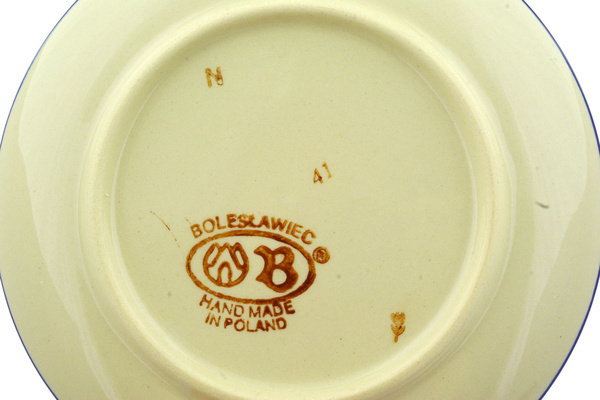 N
41
BOLESŁAWIEC
B ®
HAND MADE
IN POLAND